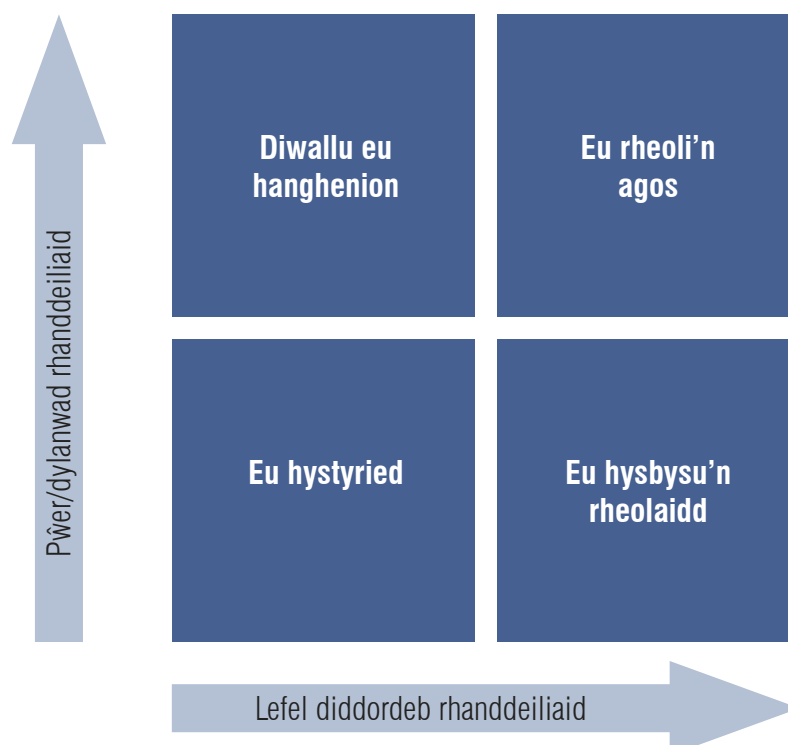 Diwallu eu
hanghenion
Eu rheoli’n
agos
Pŵer/dylanwad rhanddeiliaid
Eu hystyried
Eu hysbysu’n
rheolaidd
Lefel diddordeb rhanddeiliaid